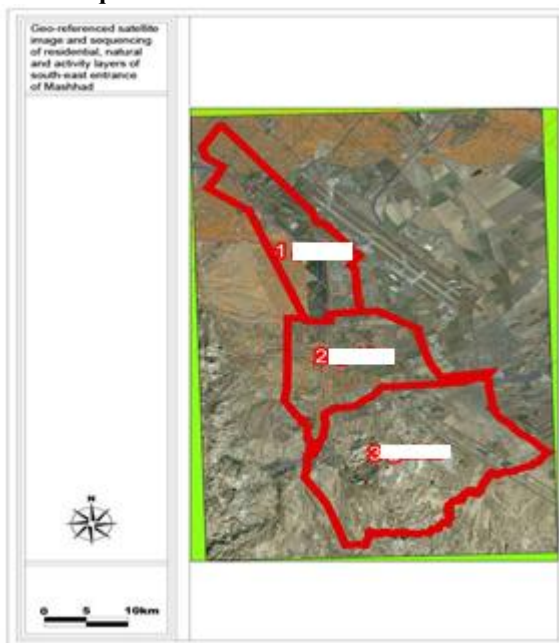 Geo-referenced satellite
image and sequencing
of residential, natural
and activity layers of
south-east entrance
of Mashhad
1
2
3
N
0 5 10km